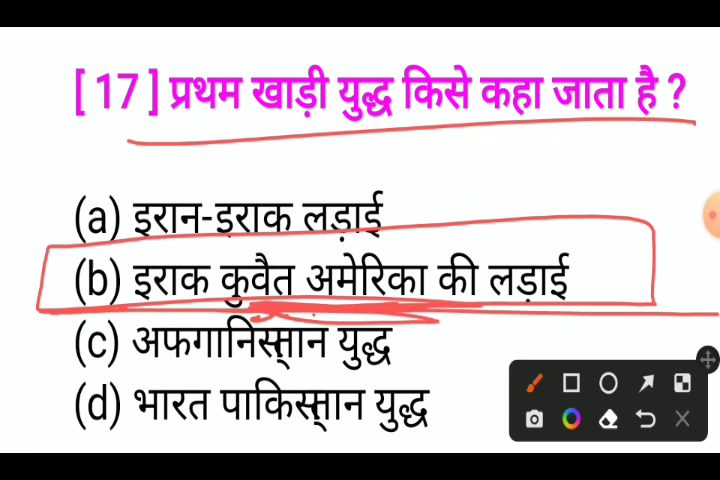 [ 17 ] प्रथम खाड़ी युद्ध किसे कहा जाता है ?
(a) इरान-इराक लड़ाई
(b) इराक कुवैत अमेरिका की लड़ाई
(c) अफगानिस्तान युद्ध
(d) भारत पाकिस्तान युद्ध